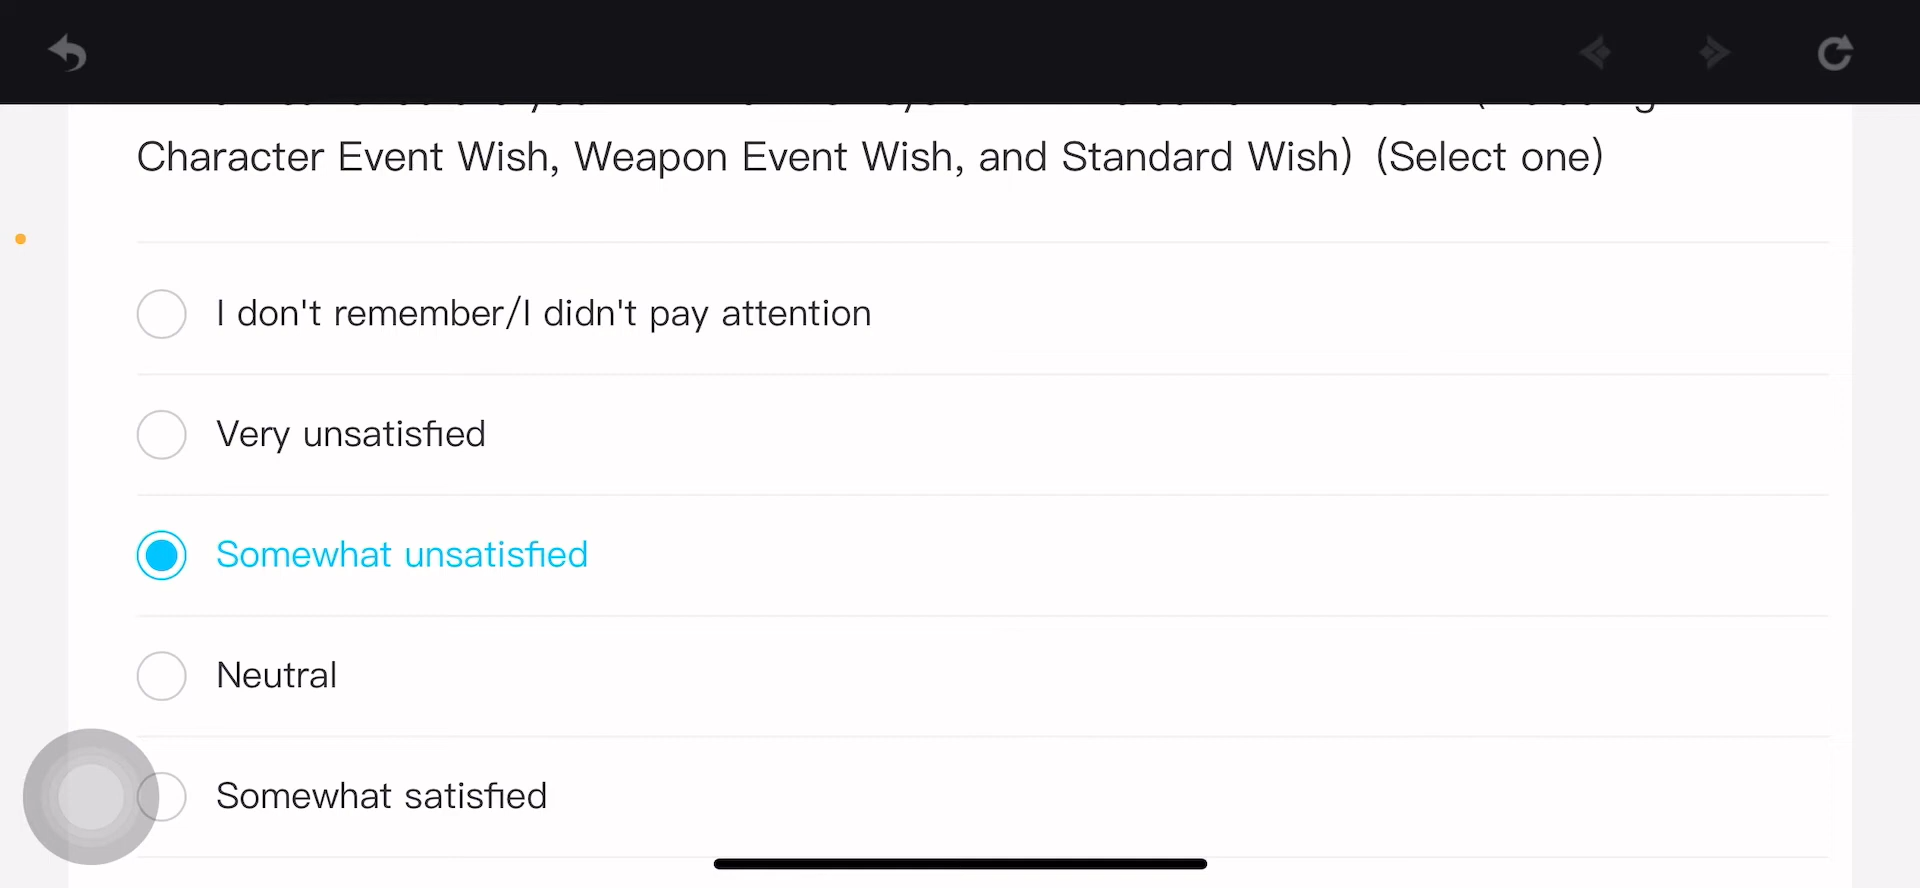 Character Event Wish, Weapon Event Wish, and Standard Wish) (Select one)
I don't remember/I didn't pay attention
Very unsatisfied
Somewhat unsatisfied
Neutral
Somewhat satisfied